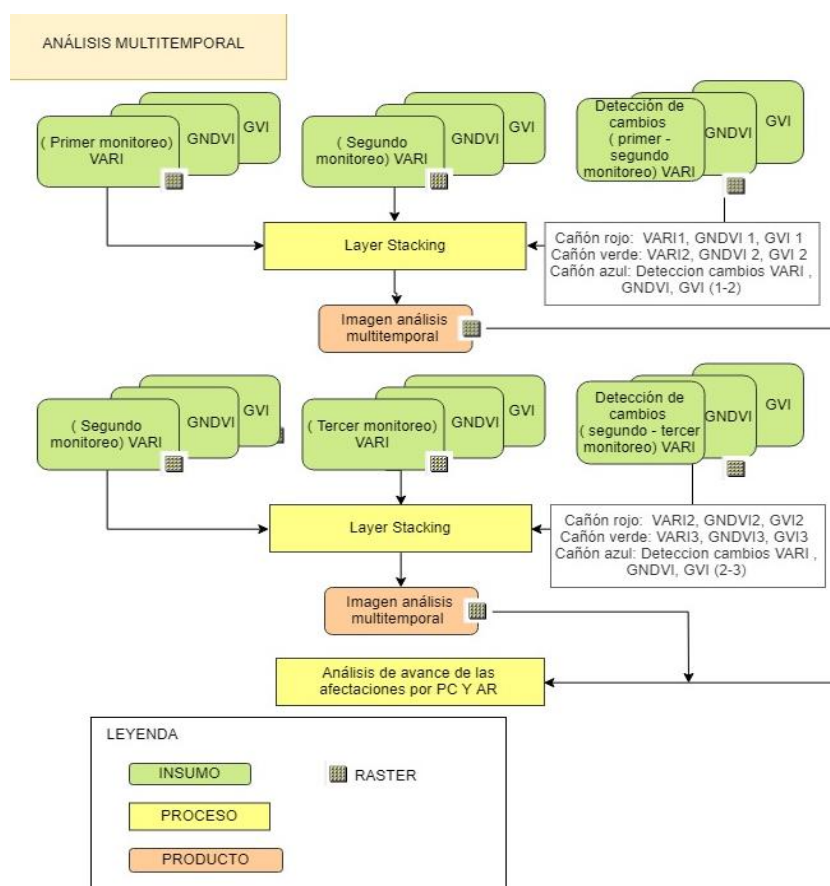 ANÁLISIS MULTITEMPORAL
( Primer monitoreo)
VARI
GNDVI
GVI
( Segundo
monitoreo) VARI
GNDVI
GVI
Detección de
cambios
( primer -
segundo
monitoreo) VARI
GNDVI
GVI
Layer Stacking
Cañón rojo: VARI1, GNDVI 1, GVI 1
Cañón verde: VARI2, GNDVI 2, GVI 2
Cañón azul: Deteccion cambios VARI ,
GNDVI, GVI (1-2)
Imagen análisis
multitemporal
( Segundo
monitoreo) VARI
GNDVI
GVI
( Tercer monitoreo)
VARI
GNDVI
GVI
Detección de
cambios
( segundo - tercer
monitoreo) VARI
GNDVI
GVI
Layer Stacking
Cañón rojo: VARI2, GNDVI2, GVI2
Cañón verde: VARI3, GNDVI3, GVI3
Cañón azul: Deteccion cambios VARI ,
GNDVI, GVI (2-3)
Imagen análisis
multitemporal
Análisis de avance de las
afectaciones por PC Y AR
LEYENDA
INSUMO
RASTER
PROCESO
PRODUCTO